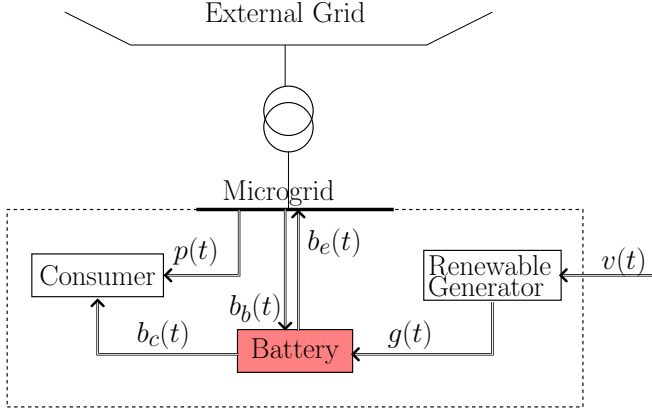 External Grid
Microgrid
p(t)
b_e(t)
v(t)
Consumer
Renewable
Generator
b_b(t)
b_c(t)
Battery
g(t)